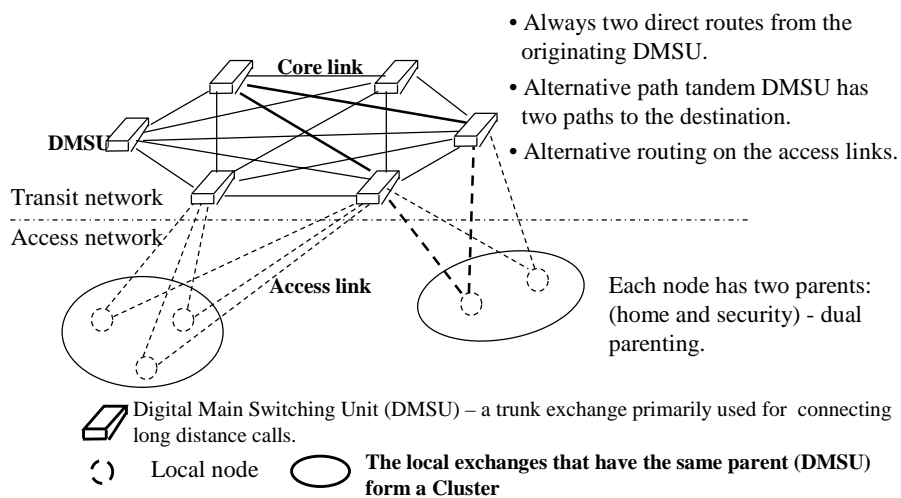 • Always two direct routes from the
originating DMSU.
• Alternative path tandem DMSU has
two paths to the destination.
• Alternative routing on the access links.
Core link
DMSU
Transit network
Access network
Access link
Each node has two parents:
(home and security) - dual
parenting.
Digital Main Switching Unit (DMSU) – a trunk exchange primarily used for connecting
long distance calls.
Local node
The local exchanges that have the same parent (DMSU)
form a Cluster